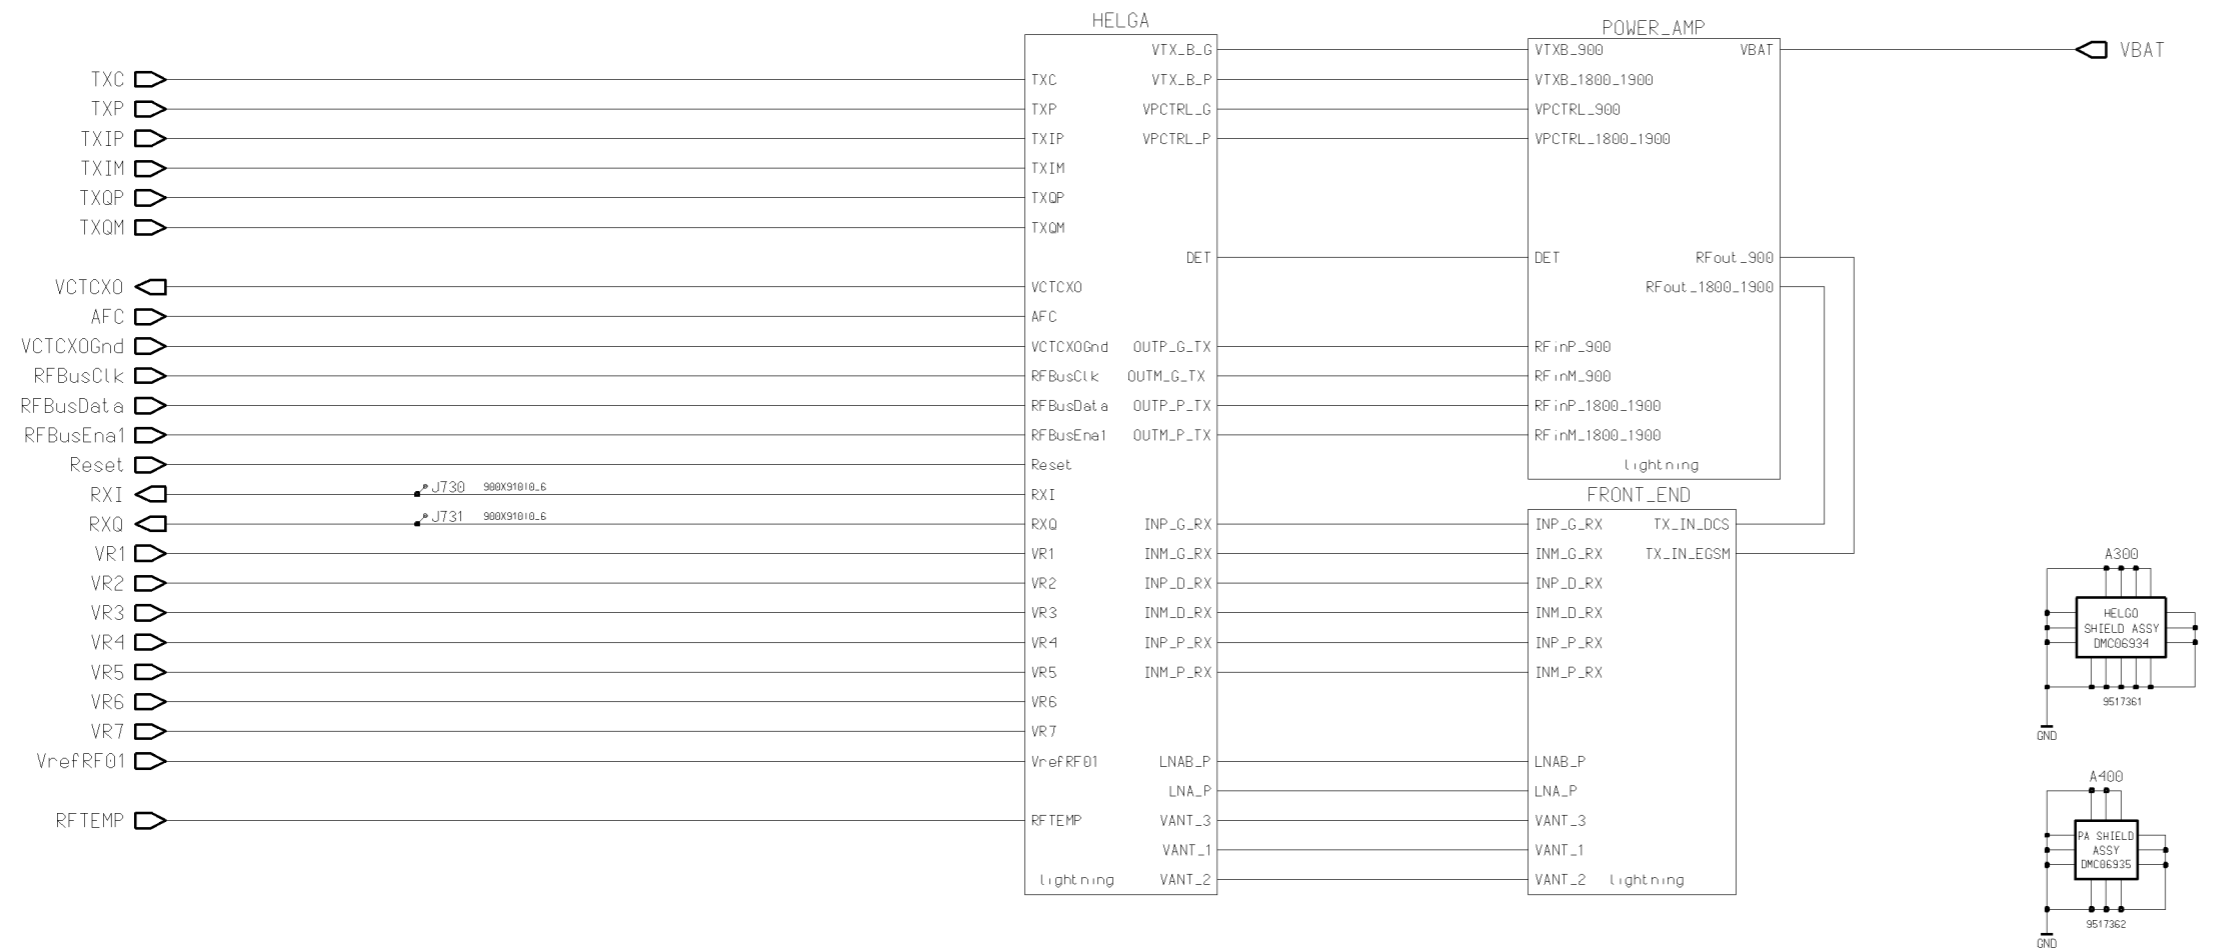 HELGA
POWER_AMP
VTX_B_G
VTXB_900
VBAT
VBAT
TXC
TXC
VTX_B_P
VTXB_1800_1900
TXP
TXP
VPCTRL_G
VPCTRL_900
TXIP
TXIP
VPCTRL_P
VPCTRL_1800_1900
TXIM
TXIM
TXQP
TXQP
TXQM
TXQM
DET
DET
RFout_900
VCTCXO
VCTCXO
RFout_1800_1900
AFC
AFC
VCTCXOGnd
VCTCXOGnd
OUTP_G_TX
RFinP_900
RFBusClk
RFBusClk
OUTM_G_TX
RFinM_900
RFBusData
RFBusData
OUTP_P_TX
RFinP_1800_1900
RFBusEna1
RFBusEna1
OUTM_P_TX
RFinM_1800_1900
Reset
Reset
lightning
RXI
J730
900X91010_6
RXI
FRONT_END
RXQ
J731
900X91010_6
RXQ
INP_G_RX
INP_G_RX
TX_IN_DCS
VR1
VR1
INM_G_RX
INM_G_RX
TX_IN_EGSM
VR2
VR2
INP_D_RX
INP_D_RX
VR3
VR3
INM_D_RX
INM_D_RX
VR4
VR4
INP_P_RX
INP_P_RX
VR5
VR5
INM_P_RX
INM_P_RX
VR6
VR6
VR7
VR7
VrefRF01
VrefRF01
LNAB_P
LNAB_P
LNA_P
LNA_P
RFTEMP
RFTEMP
VANT_3
VANT_3
VANT_1
VANT_1
lightning
VANT_2
VANT_2
lightning
A300
HELGO
SHIELD ASSY
DMC06934
9517361
GND
A400
PA SHIELD
ASSY
DMC06935
9517362
GND